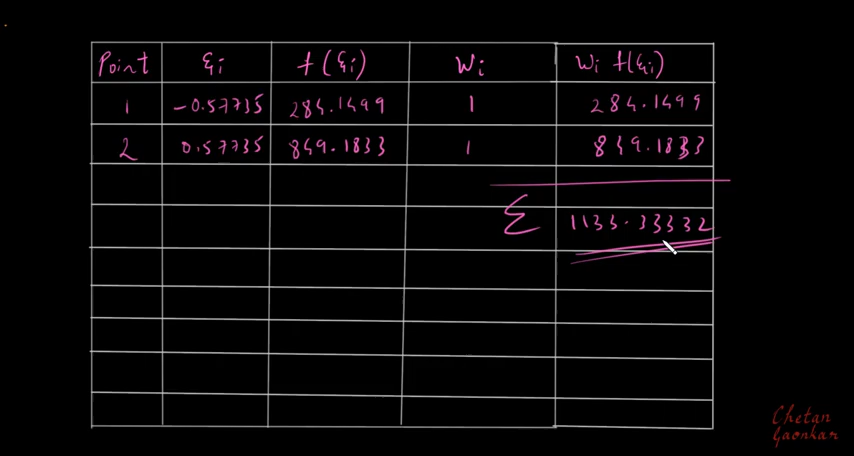 Point ξi f(ξi) Wi Wi f(ξi)
1 -0.57735 284.1499 1 284.1499
2 0.57735 849.1833 1 849.1833
Σ 1133.33332
Chetan
Gaonkar